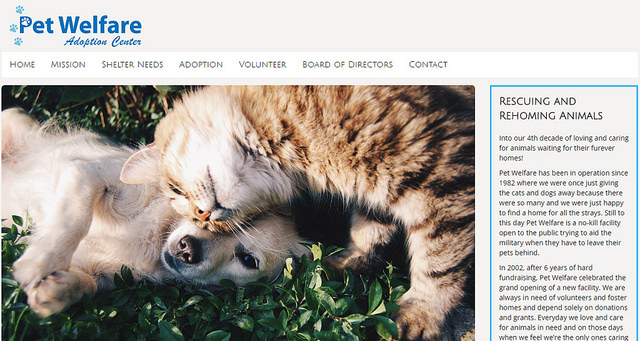 Pet Welfare
Adoption Center
Home Mission Shelter Needs Adoption Volunteer Board of Directors Contact
Rescuing and
Rehoming Animals
Into our 4th decade of loving and caring
for animals waiting for their furever
homes!
Pet Welfare has been in operation since
1982 where we were once just giving
the cats and dogs away because there
were so many and we were just happy
to find a home for all the strays. Still to
this day Pet Welfare is a no-kill facility
open to the public trying to aid the
military when they have to leave their
pets behind.
In 2002, after 6 years of hard
fundraising, Pet Welfare celebrated the
grand opening of a new facility. We are
always in need of volunteers and foster
homes and depend solely on donations
and grants. Everyday we love and care
for animals in need and on those days
when we feel we're the only ones caring